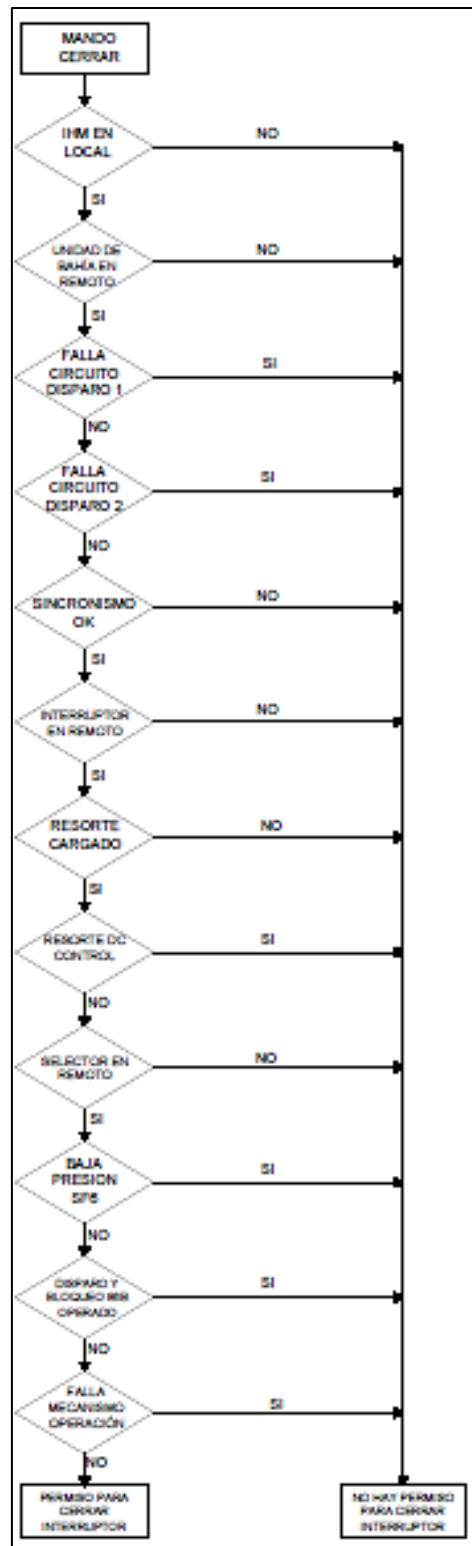 MANDO
CERRAR
IHM EN
LOCAL
NO
SI
UNIDAD DE
BAHÍA EN
REMOTO
NO
SI
FALLA
CIRCUITO
DISPARO 1
SI
NO
FALLA
CIRCUITO
DISPARO 2
SI
NO
SINCRONISMO
OK
NO
SI
INTERRUPTOR
EN REMOTO
NO
SI
RESORTE
CARGADO
NO
SI
RESORTE DC
CONTROL
SI
NO
SELECTOR EN
REMOTO
NO
SI
BAJA
PRESION
SF6
SI
NO
DISPARO Y
BLOQUEO
OPERADO
SI
NO
FALLA
MECANISMO
OPERACIÓN
SI
NO
PERMISO PARA
CERRAR
INTERRUPTOR
NO HAY PERMISO
PARA CERRAR
INTERRUPTOR